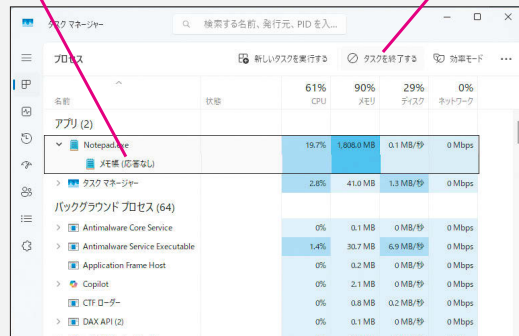 タスク マネージャー
検索する名前、発行元、PID を入...
プロセス
新しいタスクを実行する
タスクを終了する
効率モード
61% 90% 29% 0%
名前 状態 CPU メモリ ディスク ネットワーク
アプリ (2)
Notepad.exe 19.7% 1,808.0 MB 0.1 MB/秒 0 Mbps
メモ帳 (応答なし)
タスク マネージャー 2.8% 41.0 MB 1.3 MB/秒 0 Mbps
バックグラウンド プロセス (64)
Antimalware Core Service 0% 0.1 MB 0 MB/秒 0 Mbps
Antimalware Service Executable 1.4% 30.7 MB 6.9 MB/秒 0 Mbps
Application Frame Host 0% 0.2 MB 0 MB/秒 0 Mbps
Copilot 0% 2.1 MB 0 MB/秒 0 Mbps
CTF ローダー 0% 0.8 MB 0.2 MB/秒 0 Mbps
DAX API (2) 0% 0.1 MB 0 MB/秒 0 Mbps